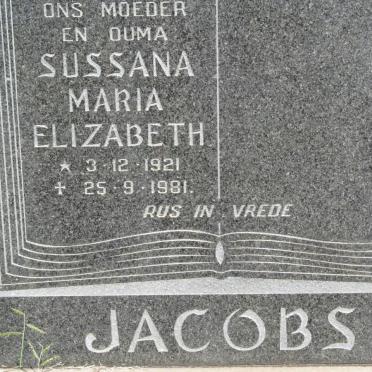 ONS MOEDER
EN OUMA
SUSSANA
MARIA
ELIZABETH
★ 3·12·1921
✝ 25·9·1981.
RUS IN VREDE
JACOBS